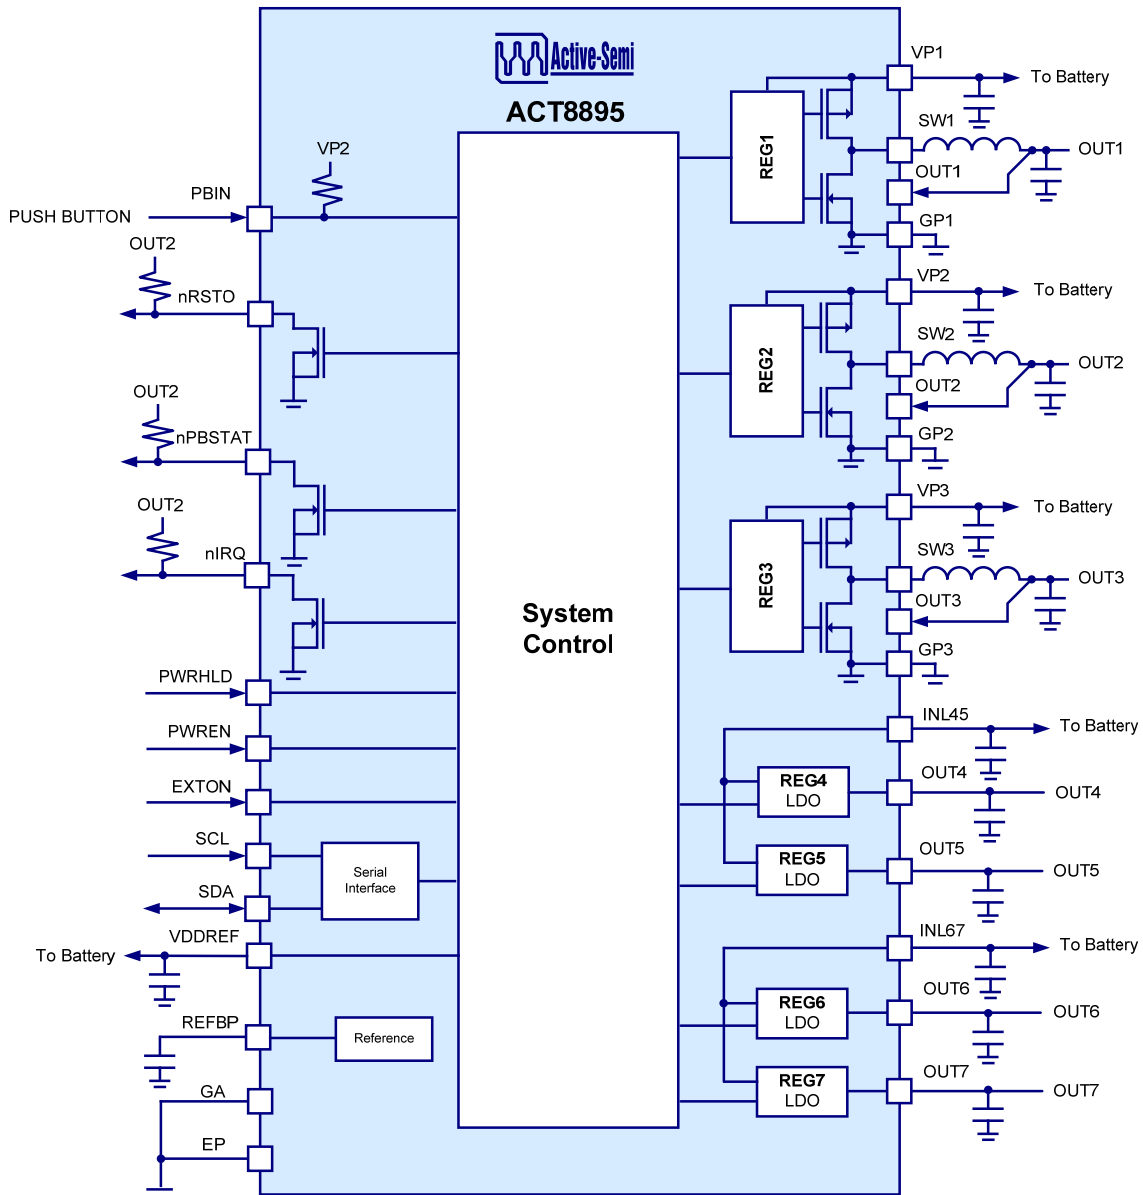 Active-Semi
ACT8895
VP2
PBIN
PUSH BUTTON
OUT2
nRSTO
OUT2
nPBSTAT
OUT2
nIRQ
PWRHLD
PWREN
EXTON
SCL
SDA
Serial
Interface
VDDREF
To Battery
REFBP
Reference
GA
EP
System
Control
REG1
VP1
To Battery
SW1
OUT1
OUT1
GP1
REG2
VP2
To Battery
SW2
OUT2
OUT2
GP2
REG3
VP3
To Battery
SW3
OUT3
OUT3
GP3
INL45
To Battery
REG4
LDO
OUT4
OUT4
REG5
LDO
OUT5
OUT5
INL67
To Battery
REG6
LDO
OUT6
OUT6
REG7
LDO
OUT7
OUT7